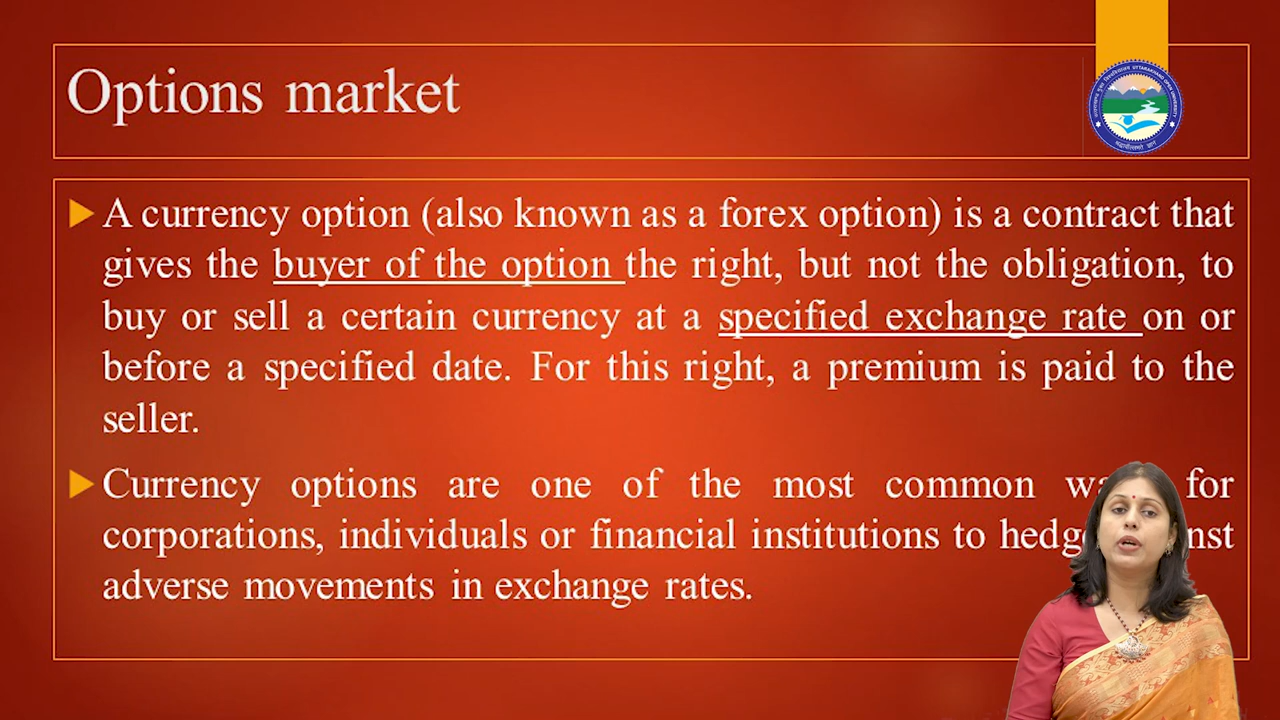 Options market
UTTARAKHAND OPEN UNIVERSITY
A currency option (also known as a forex option) is a contract that
gives the buyer of the option the right, but not the obligation, to
buy or sell a certain currency at a specified exchange rate on or
before a specified date. For this right, a premium is paid to the
seller.
Currency options are one of the most common for
corporations, individuals or financial institutions to
adverse movements in exchange rates.